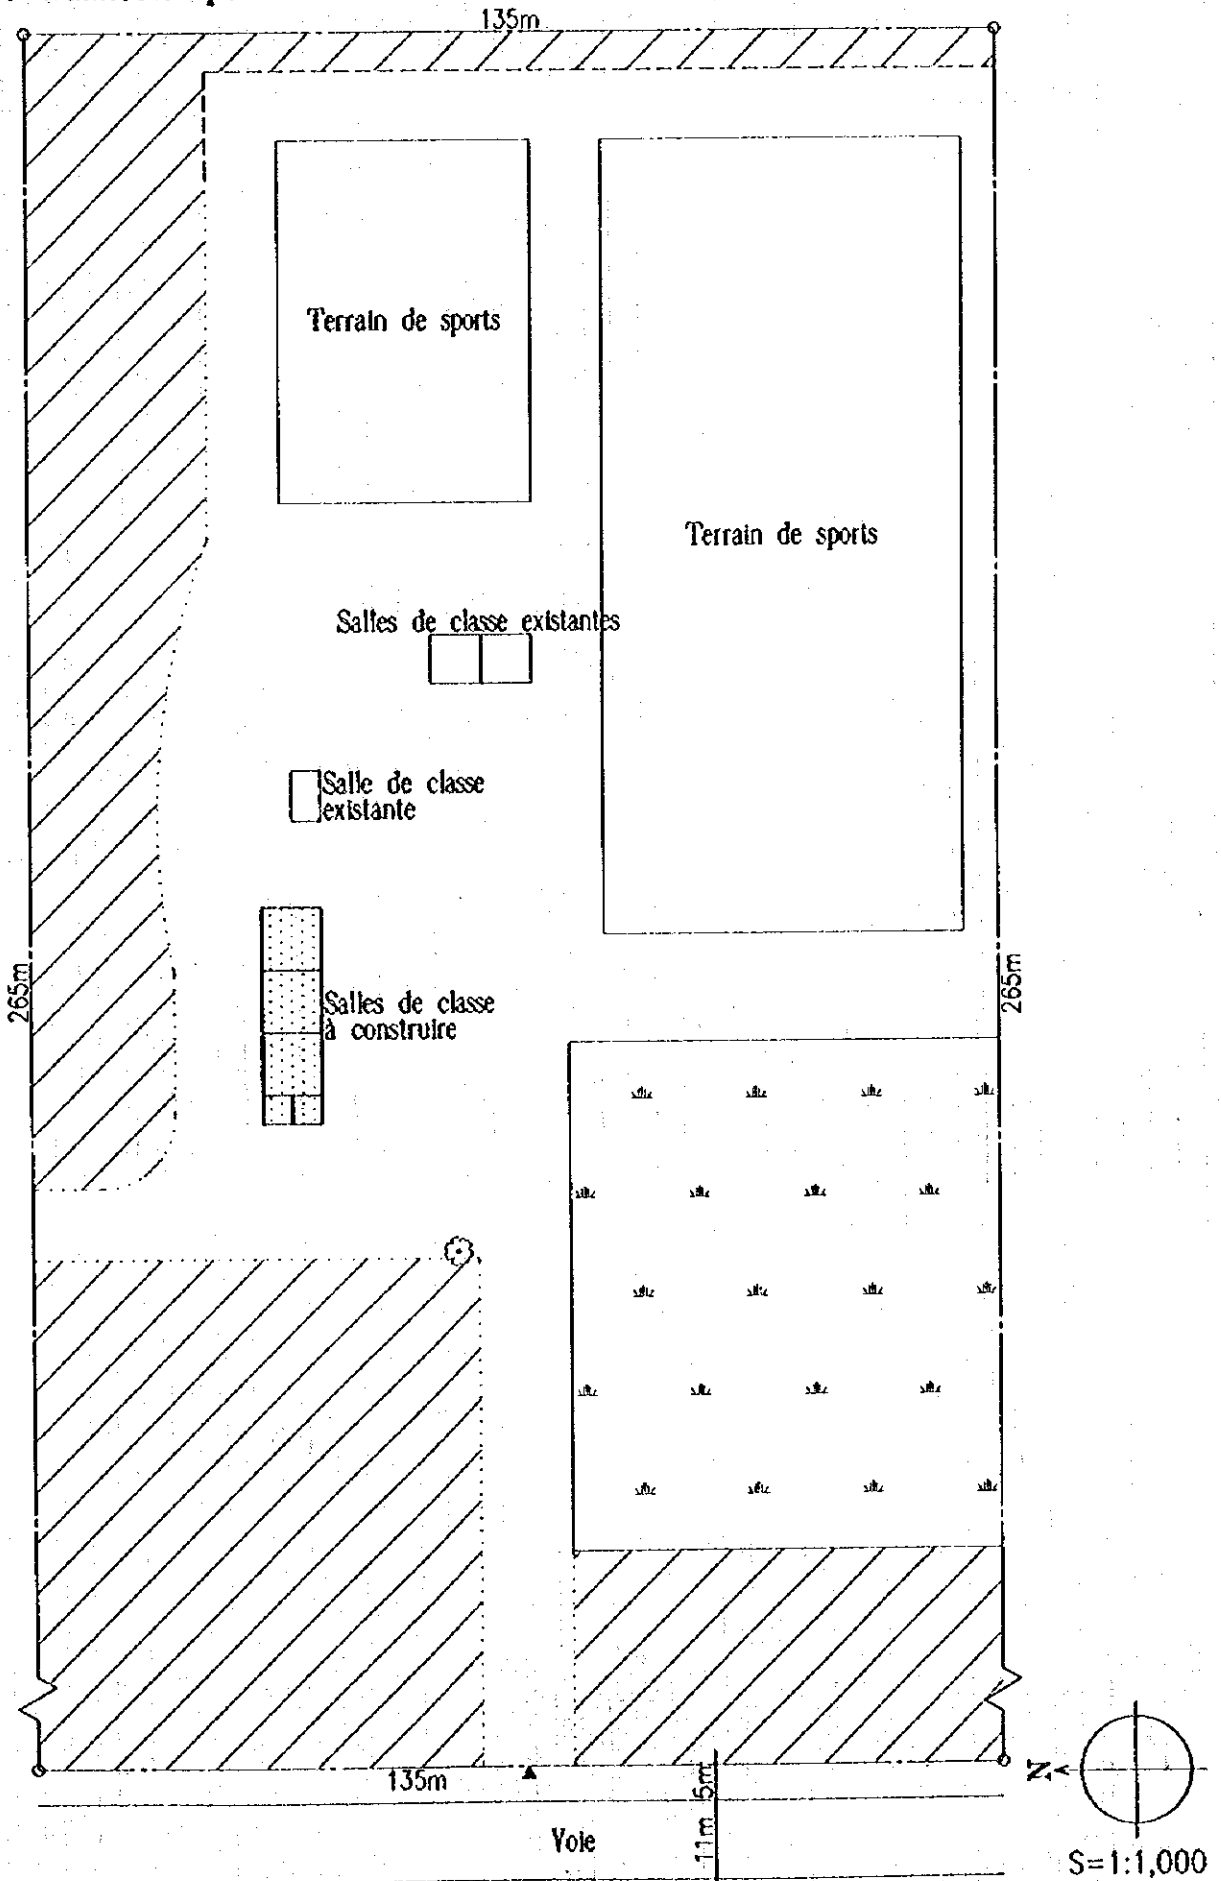 135m
Terrain de sports
Terrain de sports
Salles de classe existantes
Salle de classe
existante
265m
265m
Salles de classe
à construire
135m
11m 5m
Voie
N
S=1:1,000